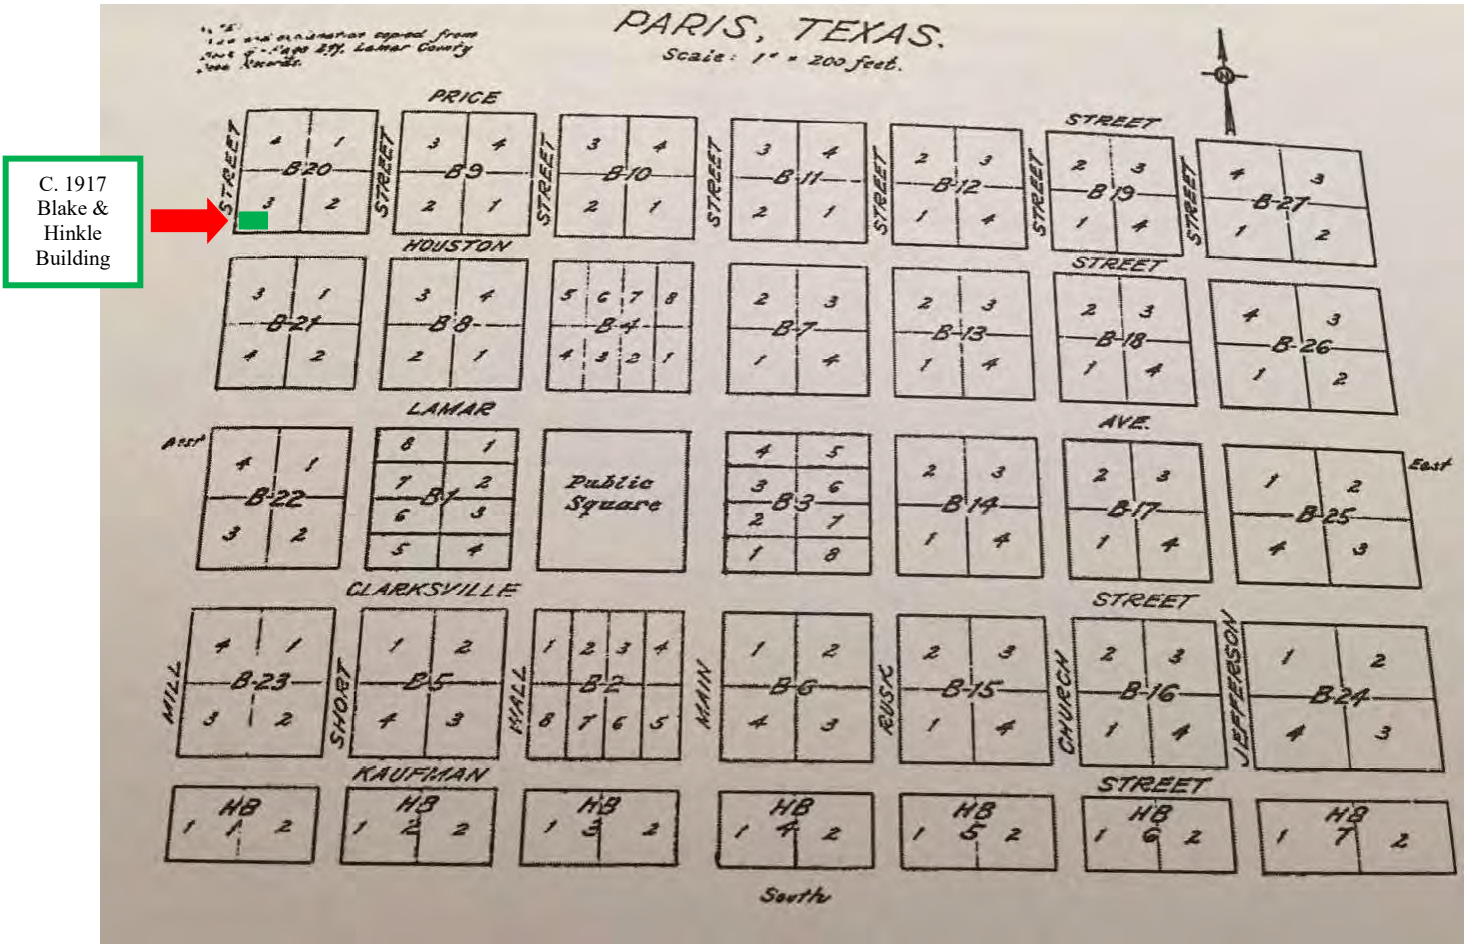 PARIS, TEXAS.
Scale: 1" = 200 feet.
and explanation copied from
Lamar County
Records.
N
C. 1917
Blake &
Hinkle
Building
PRICE STREET
STREET STREET STREET STREET STREET STREET STREET
4 1 3 4 3 4 3 4 2 3 2 3 4 3
B-20 B-9 B-10 B-11 B-12 B-19 B-27
3 2 2 1 2 1 2 1 1 4 1 4 1 2
HOUSTON STREET
3 1 3 4 5 6 7 8 2 3 2 3 2 3 4 3
B-21 B-8 B-4 B-7 B-13 B-18 B-26
4 2 2 1 4 3 2 1 1 4 1 4 1 4 1 2
LAMAR AVE.
East
8 1 4 5
4 1 7 2 3 6 2 3 2 3 1 2
B-22 B-1 Public Square B-3 B-14 B-17 B-25
3 2 6 3 2 7 1 4 1 4 4 3
5 4 1 8
CLARKSVILLE STREET
4 1 1 2 1 2 3 4 1 2 2 3 2 3 1 2
B-23 B-5 B-2 B-6 B-15 B-16 B-24
3 2 4 3 8 7 6 5 4 3 1 4 1 4 4 3
MILL SHORT WALL MAIN RUSK CHURCH JEFFERSON
KAUFMAN STREET
HB HB HB HB HB HB HB
1 1 2 1 2 2 1 3 2 1 4 2 1 5 2 1 6 2 1 7 2
South